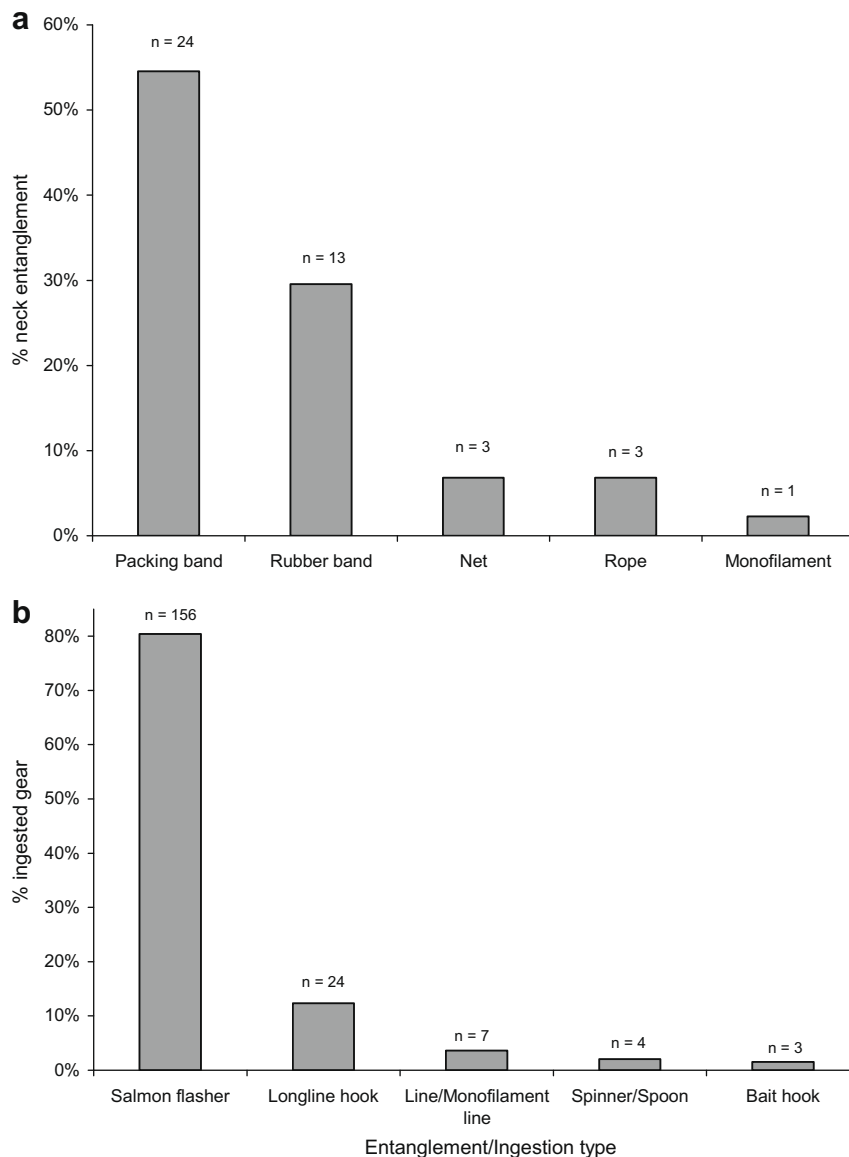 a
60%
n = 24
50%
40%
% neck entanglement
n = 13
30%
20%
10%
n = 3
n = 3
n = 1
0%
Packing band
Rubber band
Net
Rope
Monofilament
b
n = 156
80%
70%
60%
50%
% ingested gear
40%
30%
20%
n = 24
10%
n = 7
n = 4
n = 3
0%
Salmon flasher
Longline hook
Line/Monofilament
line
Spinner/Spoon
Bait hook
Entanglement/Ingestion type